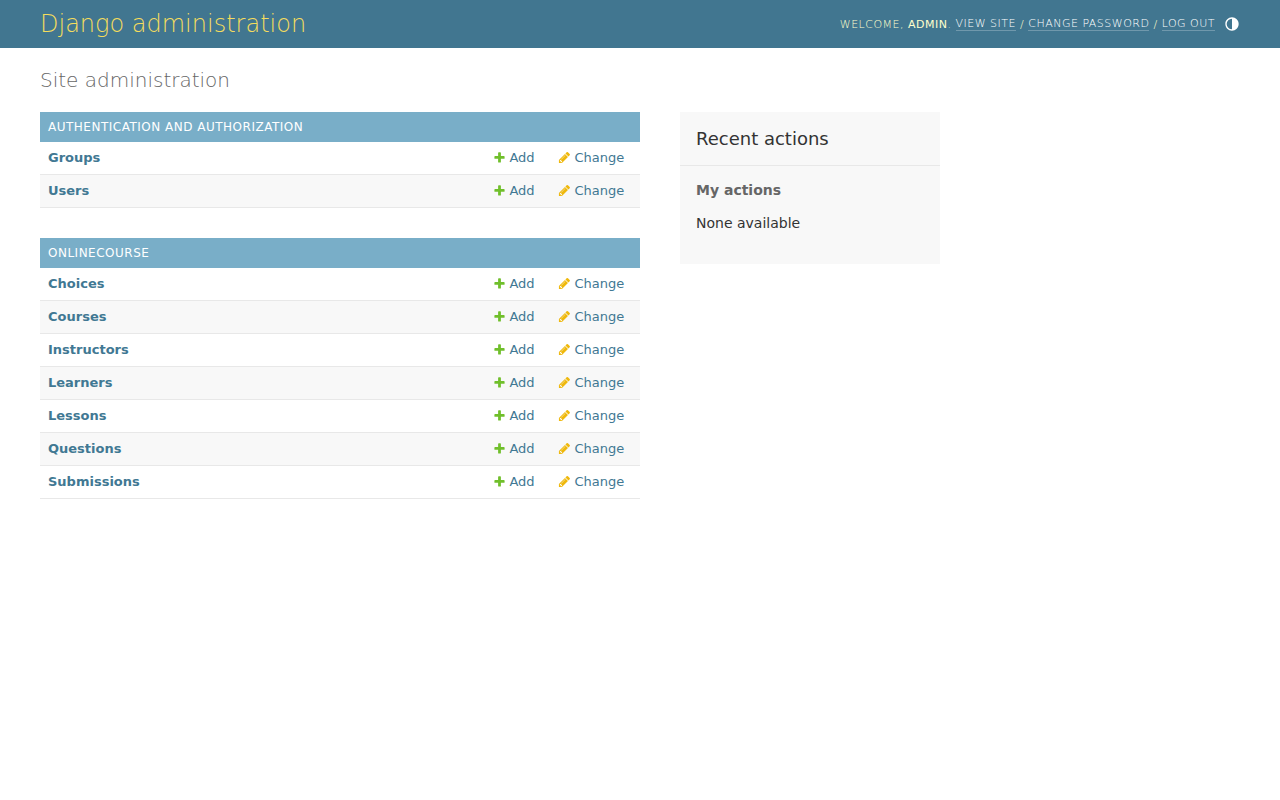 Django administration
WELCOME, ADMIN. VIEW SITE / CHANGE PASSWORD / LOG OUT
Site administration
AUTHENTICATION AND AUTHORIZATION
Groups Add Change
Users Add Change
ONLINECOURSE
Choices Add Change
Courses Add Change
Instructors Add Change
Learners Add Change
Lessons Add Change
Questions Add Change
Submissions Add Change
Recent actions
My actions
None available